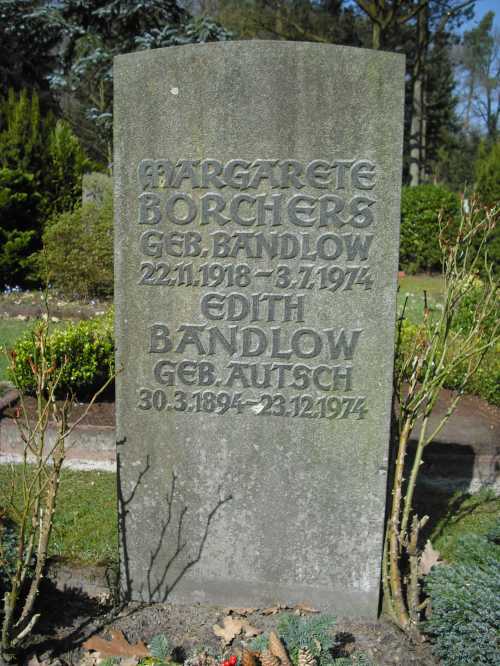 MARGARETE
BORCHERS
GEB. BANDLOW
22.11.1918 – 3.7.1974
EDITH
BANDLOW
GEB. AUTSCH
30.3.1894 – 23.12.1974